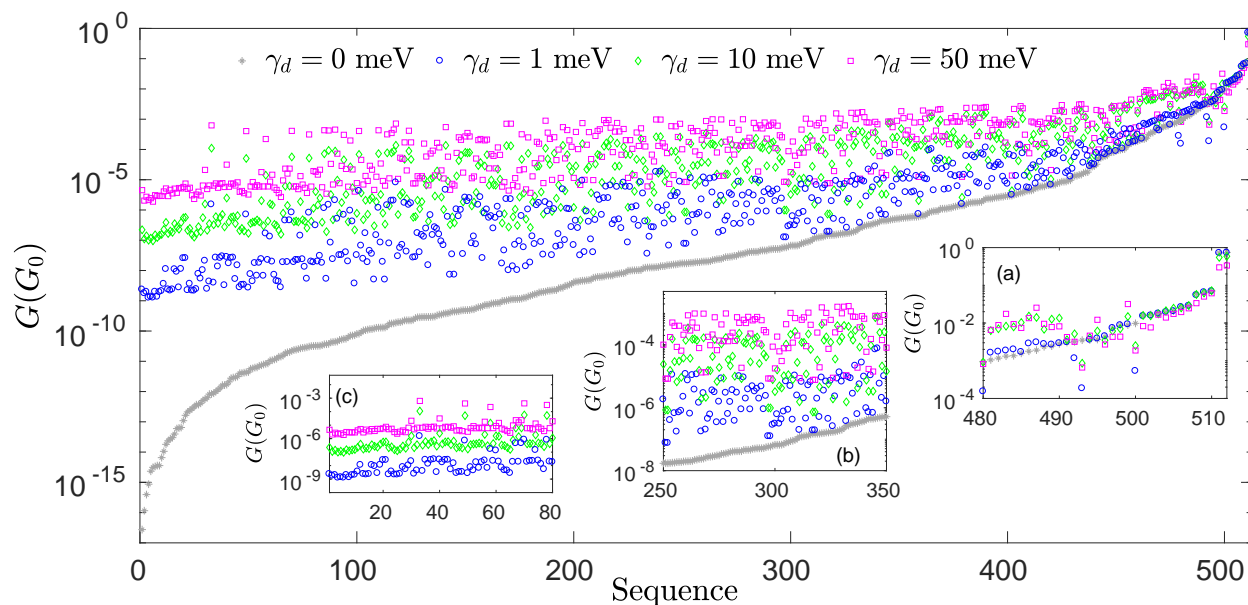 10^0
γ_d = 0 meV γ_d = 1 meV γ_d = 10 meV γ_d = 50 meV
10^-5
10^-10
10^-15
G(G_0)
0 100 200 300 400 500
Sequence
(a)
G(G_0)
10^0
10^-2
10^-4
480 490 500 510
(b)
G(G_0)
10^-4
10^-6
10^-8
250 300 350
(c)
G(G_0)
10^-3
10^-6
10^-9
20 40 60 80